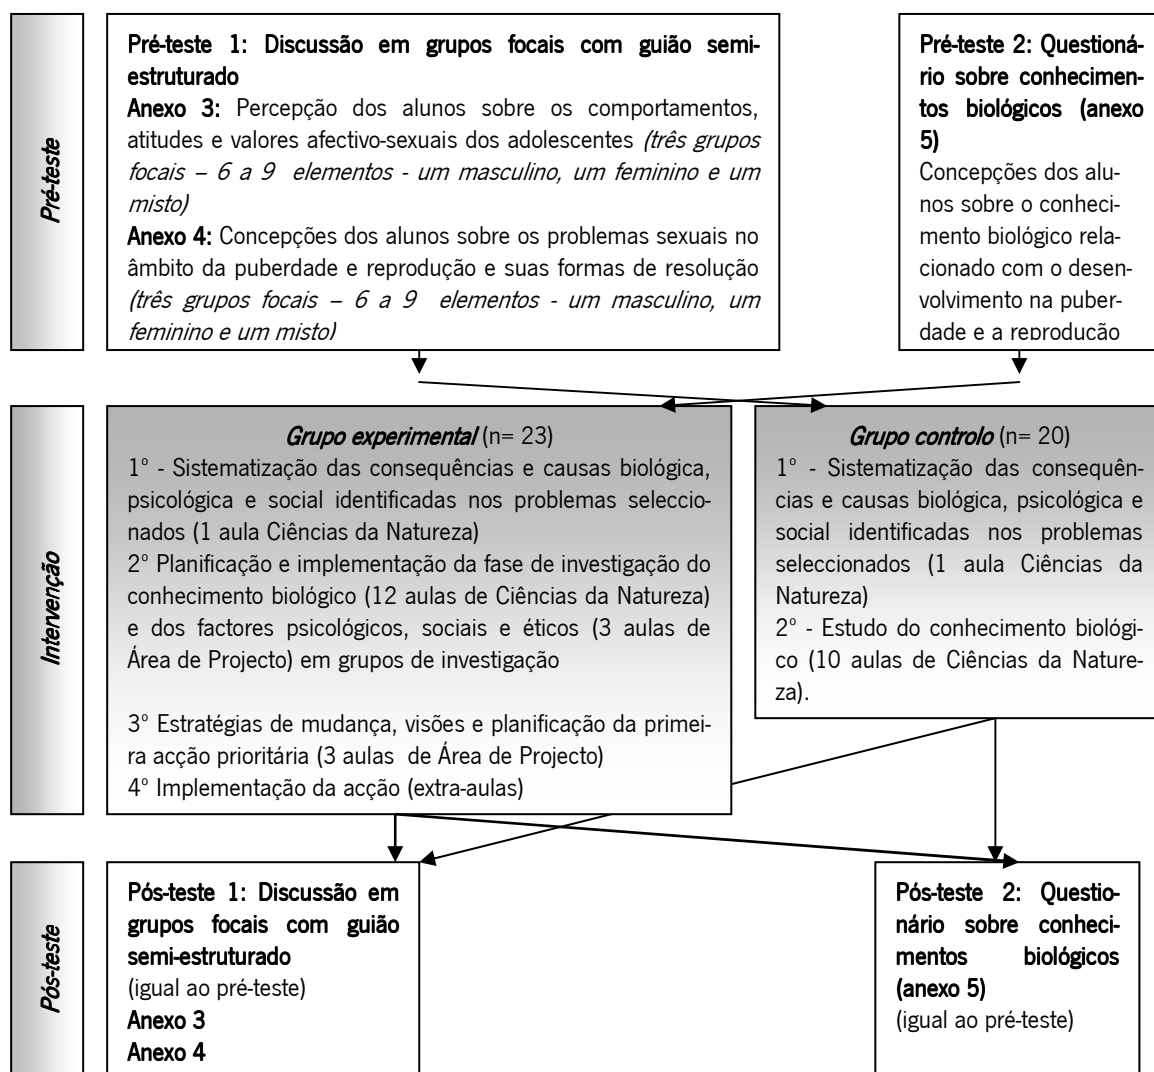 Pré-teste
Pré-teste 1: Discussão em grupos focais com guião semi-
estruturado
Anexo 3: Percepção dos alunos sobre os comportamentos,
atitudes e valores afectivo-sexuais dos adolescentes (três grupos
focais – 6 a 9 elementos - um masculino, um feminino e um
misto)
Anexo 4: Concepções dos alunos sobre os problemas sexuais no
âmbito da puberdade e reprodução e suas formas de resolução
(três grupos focais – 6 a 9 elementos - um masculino, um
feminino e um misto)
Pré-teste 2: Questioná-
rio sobre conhecimen-
tos biológicos (anexo
5)
Concepções dos alu-
nos sobre o conheci-
mento biológico rela-
cionado com o desen-
volvimento na puber-
dade e a reprodução
Intervenção
Grupo experimental (n= 23)
1º - Sistematização das consequências e causas biológica,
psicológica e social identificadas nos problemas seleccio-
nados (1 aula Ciências da Natureza)
2º Planificação e implementação da fase de investigação do
conhecimento biológico (12 aulas de Ciências da Natureza)
e dos factores psicológicos, sociais e éticos (3 aulas de
Área de Projecto) em grupos de investigação
3º Estratégias de mudança, visões e planificação da primei-
ra acção prioritária (3 aulas de Área de Projecto)
4º Implementação da acção (extra-aulas)
Grupo controlo (n= 20)
1º - Sistematização das consequên-
cias e causas biológica, psicológica e
social identificadas nos problemas
seleccionados (1 aula Ciências da
Natureza)
2º - Estudo do conhecimento biológi-
co (10 aulas de Ciências da Nature-
za).
Pós-teste
Pós-teste 1: Discussão em
grupos focais com guião
semi-estruturado
(igual ao pré-teste)
Anexo 3
Anexo 4
Pós-teste 2: Questio-
nário sobre conheci-
mentos biológicos
(anexo 5)
(igual ao pré-teste)